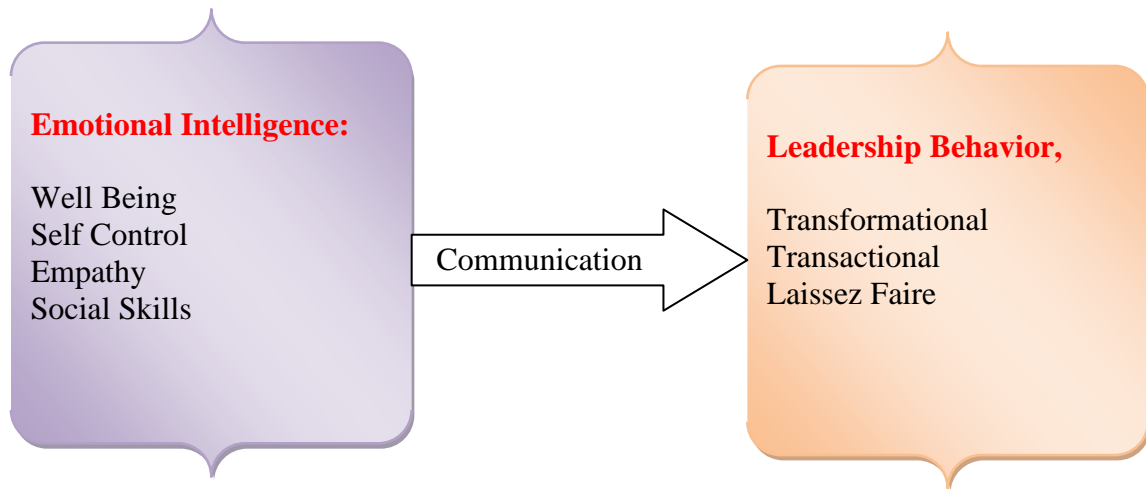 Emotional Intelligence:
Well Being
Self Control
Empathy
Social Skills
Communication
Leadership Behavior,
Transformational
Transactional
Laissez Faire